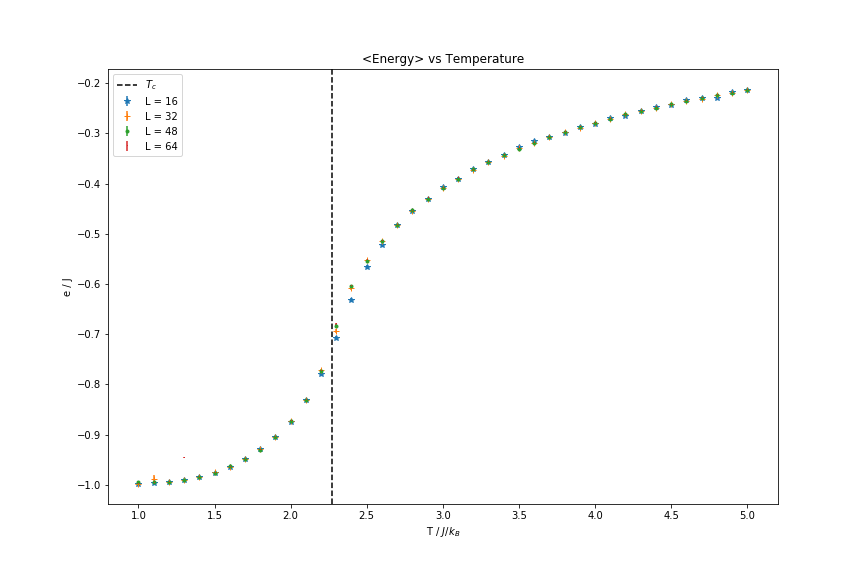 <Energy> vs Temperature
T_c
L = 16
L = 32
L = 48
L = 64
−0.2
−0.3
−0.4
−0.5
−0.6
−0.7
−0.8
−0.9
−1.0
e / J
1.0 1.5 2.0 2.5 3.0 3.5 4.0 4.5 5.0
T / J/k_B